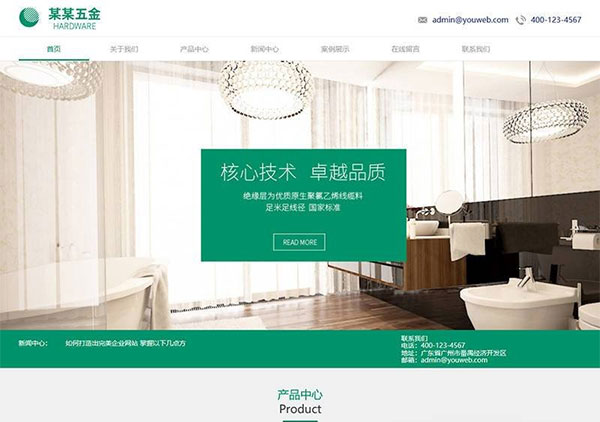 某某五金
HARDWARE
admin@youweb.com
400-123-4567
首页 关于我们 产品中心 新闻中心 案例展示 在线留言 联系我们
核心技术 卓越品质
绝缘层为优质原生聚氯乙烯线缆料
足米足线径 国家标准
READ MORE
新闻中心: 如何打造出完美企业网站 掌握以下几点方
联系我们
电话：400-123-4567
地址：广东省广州市番禺经济开发区
邮箱：admin@youweb.com
产品中心
Product